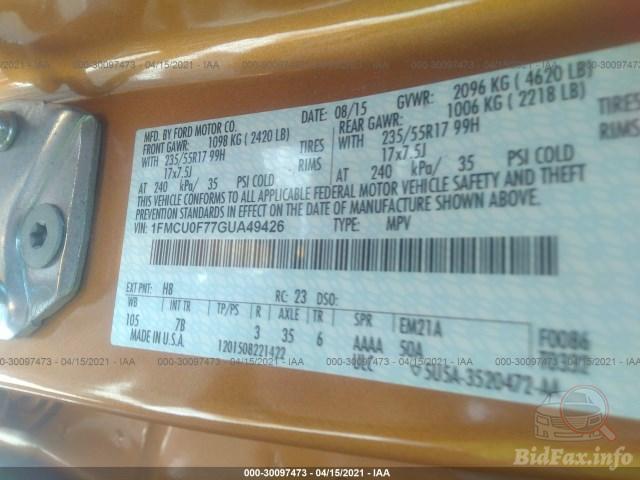 000-30097473 - 04/15/2021 - IAA
MFD. BY FORD MOTOR CO.
DATE: 08/15 GVWR: 2096 KG ( 4620 LB)
FRONT GAWR: 1098 KG ( 2420 LB)
REAR GAWR: 1006 KG ( 2218 LB)
WITH 235/55R17 99H TIRES
WITH 235/55R17 99H TIRES
17x7.5J RIMS
17x7.5J RIMS
AT 240 kPa/ 35 PSI COLD
AT 240 kPa/ 35 PSI COLD
THIS VEHICLE CONFORMS TO ALL APPLICABLE FEDERAL MOTOR VEHICLE SAFETY AND THEFT
PREVENTION STANDARDS IN EFFECT ON THE DATE OF MANUFACTURE SHOWN ABOVE.
VIN: 1FMCU0F77GUA49426 TYPE: MPV
EXT PNT: H8 RC: 23 DSO:
WB INT TR TP/PS R AXLE TR SPR EM21A F0086
105 7B 3 35 6 AAAA 50A
MADE IN U.S.A. 1201508221422
5USA-3520472-AA
000-30097473 - 04/15/2021 - IAA
000-30097473 - 04/15/2021 - IAA
BidFax.info